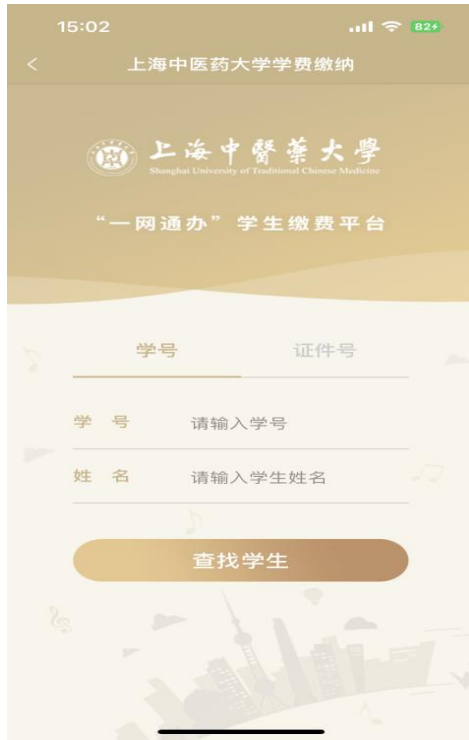 15:02
82
上海中医药大学学费缴纳
上海中醫藥大學
Shanghai University of Traditional Chinese Medicine
“一网通办”学生缴费平台
学号 证件号
学 号 请输入学号
姓 名 请输入学生姓名
查找学生